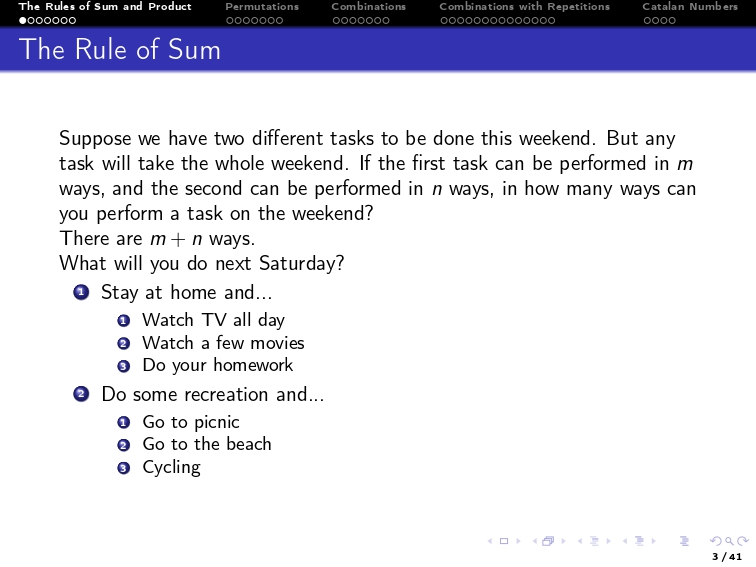 The Rules of Sum and Product Permutations Combinations Combinations with Repetitions Catalan Numbers
The Rule of Sum
Suppose we have two different tasks to be done this weekend. But any
task will take the whole weekend. If the first task can be performed in m
ways, and the second can be performed in n ways, in how many ways can
you perform a task on the weekend?
There are m + n ways.
What will you do next Saturday?
1 Stay at home and...
1 Watch TV all day
2 Watch a few movies
3 Do your homework
2 Do some recreation and...
1 Go to picnic
2 Go to the beach
3 Cycling
3 / 41